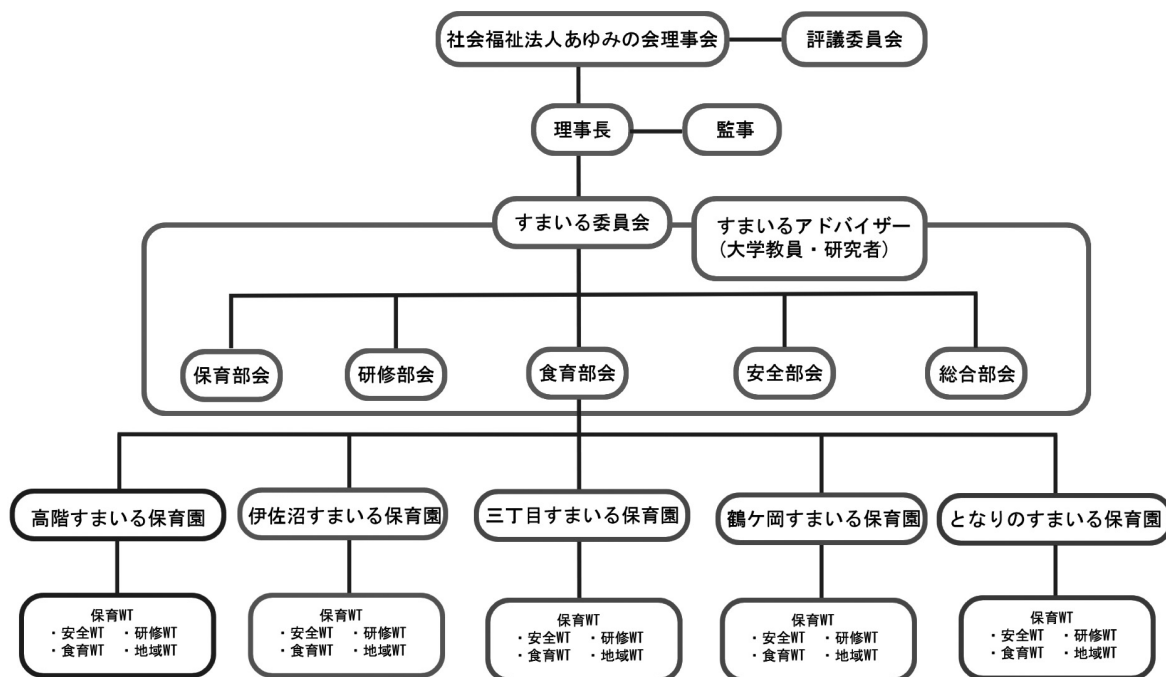 社会福祉法人あゆみの会理事会
評議委員会
理事長
監事
すまいる委員会
すまいるアドバイザー
(大学教員・研究者)
保育部会
研修部会
食育部会
安全部会
総合部会
高階すまいる保育園
伊佐沼すまいる保育園
三丁目すまいる保育園
鶴ケ岡すまいる保育園
となりのすまいる保育園
保育WT
・安全WT ・研修WT
・食育WT ・地域WT
保育WT
・安全WT ・研修WT
・食育WT ・地域WT
保育WT
・安全WT ・研修WT
・食育WT ・地域WT
保育WT
・安全WT ・研修WT
・食育WT ・地域WT
保育WT
・安全WT ・研修WT
・食育WT ・地域WT